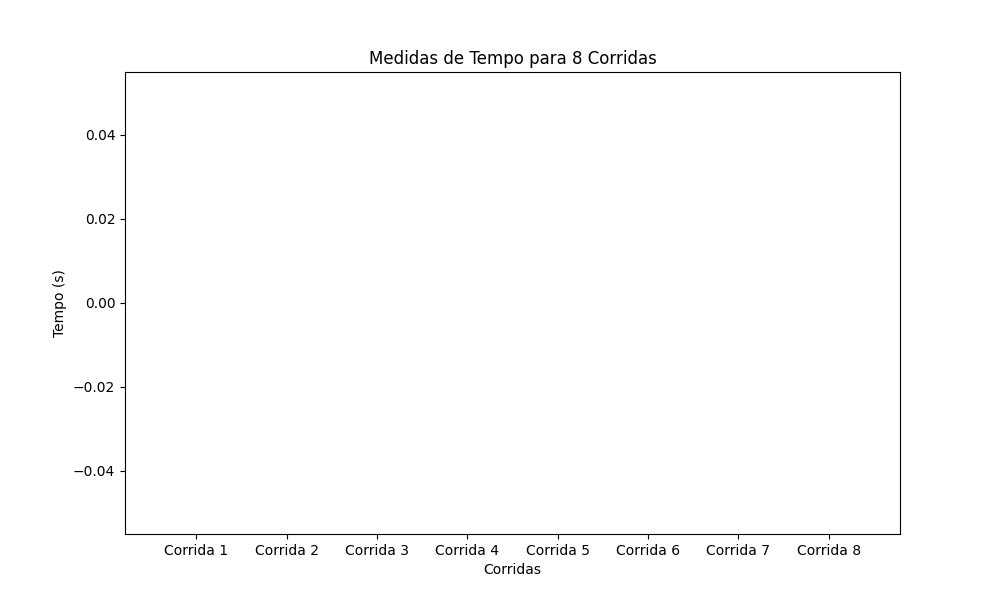 Medidas de Tempo para 8 Corridas
0.04
0.02
0.00
−0.02
−0.04
Tempo (s)
Corrida 1 Corrida 2 Corrida 3 Corrida 4 Corrida 5 Corrida 6 Corrida 7 Corrida 8
Corridas